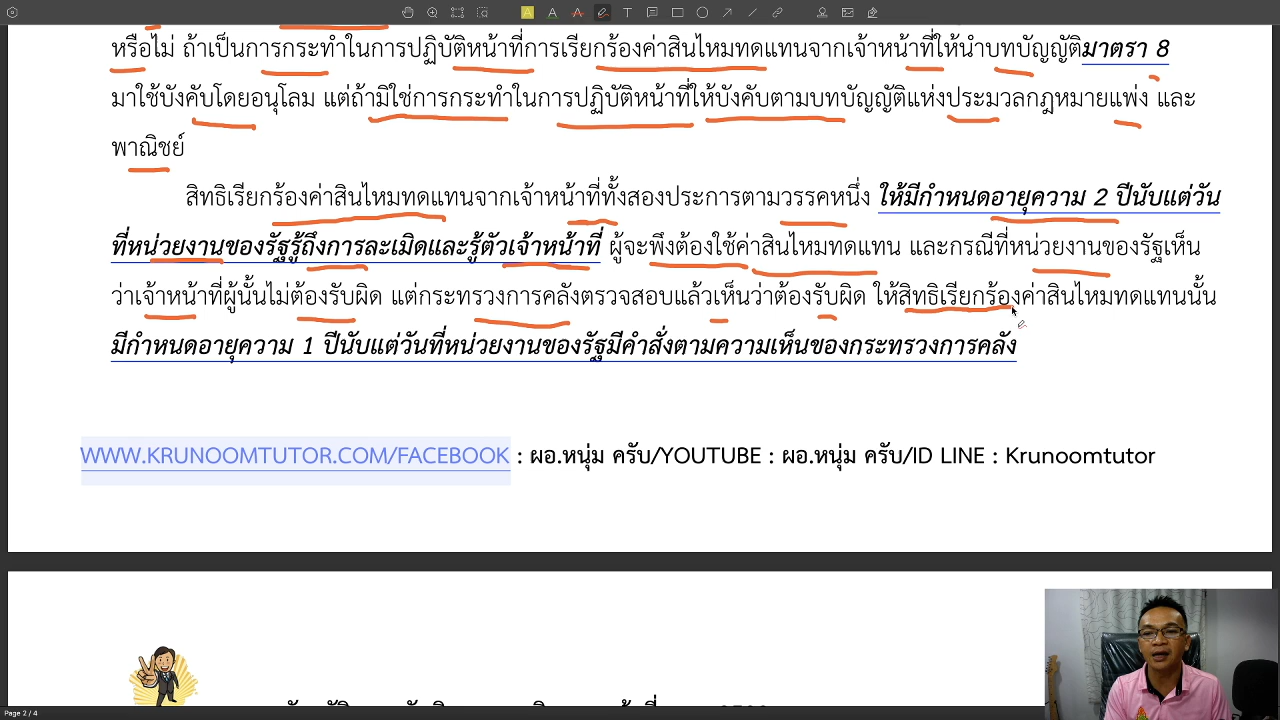 หรือไม่ ถ้าเป็นการกระทำในการปฏิบัติหน้าที่การเรียกร้องค่าสินไหมทดแทนจากเจ้าหน้าที่ให้นำบทบัญญัติมาตรา 8
มาใช้บังคับโดยอนุโลม แต่ถ้ามิใช่การกระทำในการปฏิบัติหน้าที่ให้บังคับตามบทบัญญัติแห่งประมวลกฎหมายแพ่ง และ
พาณิชย์
สิทธิเรียกร้องค่าสินไหมทดแทนจากเจ้าหน้าที่ทั้งสองประการตามวรรคหนึ่ง ให้มีกำหนดอายุความ 2 ปีนับแต่วัน
ที่หน่วยงานของรัฐรู้ถึงการละเมิดและรู้ตัวเจ้าหน้าที่ ผู้จะพึงต้องใช้ค่าสินไหมทดแทน และกรณีที่หน่วยงานของรัฐเห็น
ว่าเจ้าหน้าที่ผู้นั้นไม่ต้องรับผิด แต่กระทรวงการคลังตรวจสอบแล้วเห็นว่าต้องรับผิด ให้สิทธิเรียกร้องค่าสินไหมทดแทนนั้น
มีกำหนดอายุความ 1 ปีนับแต่วันที่หน่วยงานของรัฐมีคำสั่งตามความเห็นของกระทรวงการคลัง
WWW.KRUNOOMTUTOR.COM/FACEBOOK : ผอ.หนุ่ม ครับ/YOUTUBE : ผอ.หนุ่ม ครับ/ID LINE : Krunoomtutor
Page 2 / 4